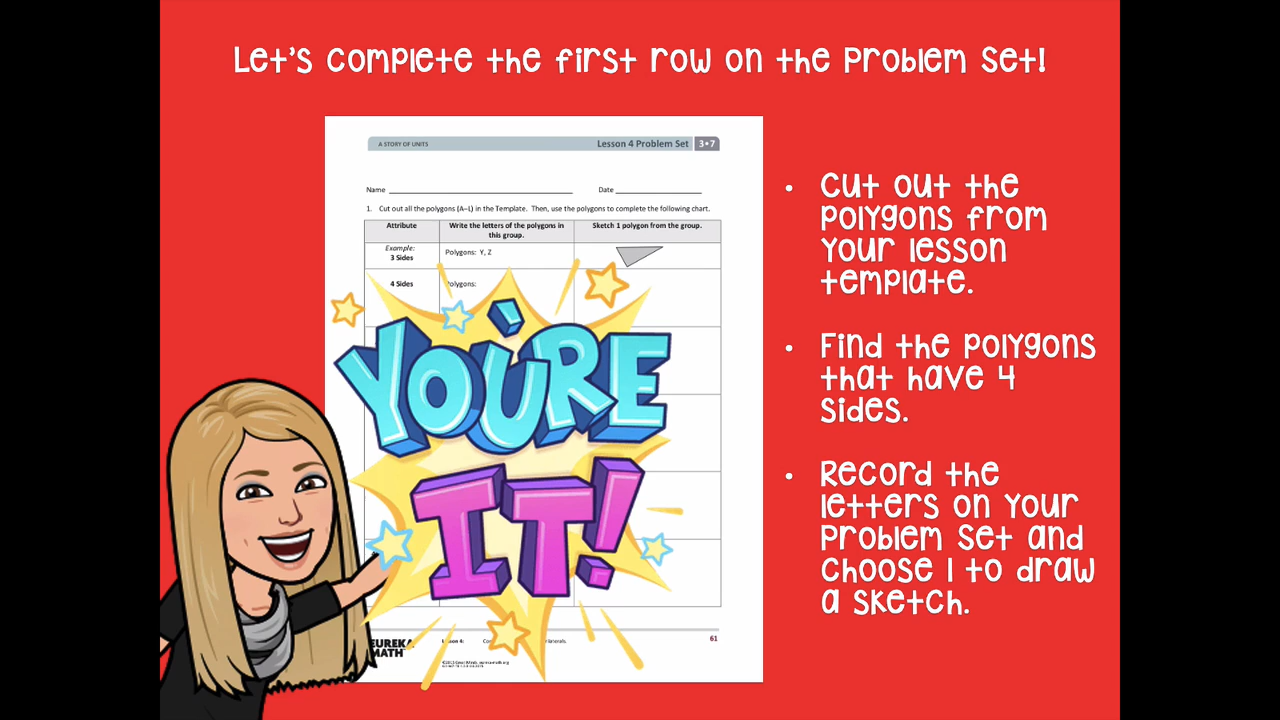 Let's complete the first row on the Problem Set!
A STORY OF UNITS
Lesson 4 Problem Set 3•7
Name Date
1. Cut out all the polygons (A–L) in the Template. Then, use the polygons to complete the following chart.
Attribute
Write the letters of the polygons in
this group.
Sketch 1 polygon from the group.
Example:
3 Sides
Polygons: Y, Z
4 Sides
Polygons:
YOU'RE
IT!
EUREKA
MATH
61
• Cut out the
polygons from
your lesson
template.
• Find the polygons
that have 4
sides.
• Record the
letters on your
Problem Set and
choose 1 to draw
a sketch.